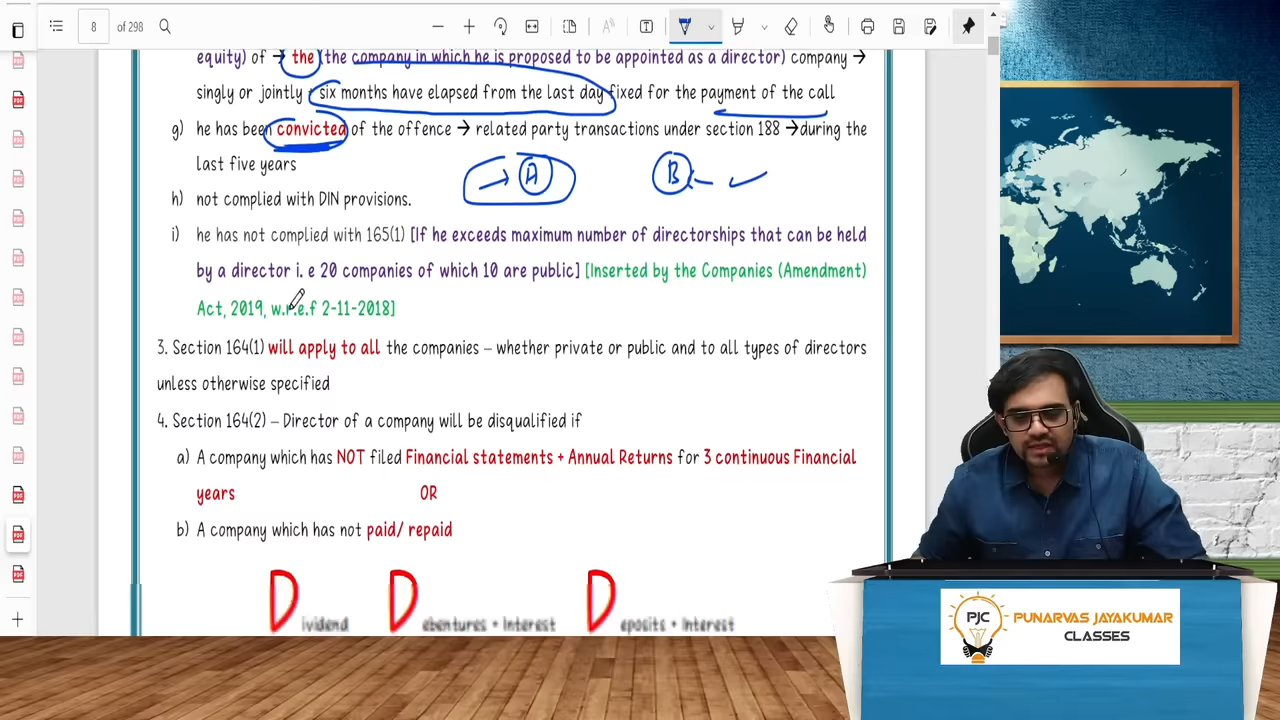 8 of 298
equity) of → the (the company in which he is proposed to be appointed as a director) company →
singly or jointly + six months have elapsed from the last day fixed for the payment of the call
g) he has been convicted of the offence → related party transactions under section 188 → during the
last five years
→ A B
h) not complied with DIN provisions.
i) he has not complied with 165(1) [If he exceeds maximum number of directorships that can be held
by a director i. e 20 companies of which 10 are public] [Inserted by the Companies (Amendment)
Act, 2019, w.r.e.f 2-11-2018]
3. Section 164(1) will apply to all the companies – whether private or public and to all types of directors
unless otherwise specified
4. Section 164(2) – Director of a company will be disqualified if
a) A company which has NOT filed Financial statements + Annual Returns for 3 continuous Financial
years OR
b) A company which has not paid/ repaid
Dividend Debentures + Interest Deposits + Interest
PJC PUNARVAS JAYAKUMAR
CLASSES